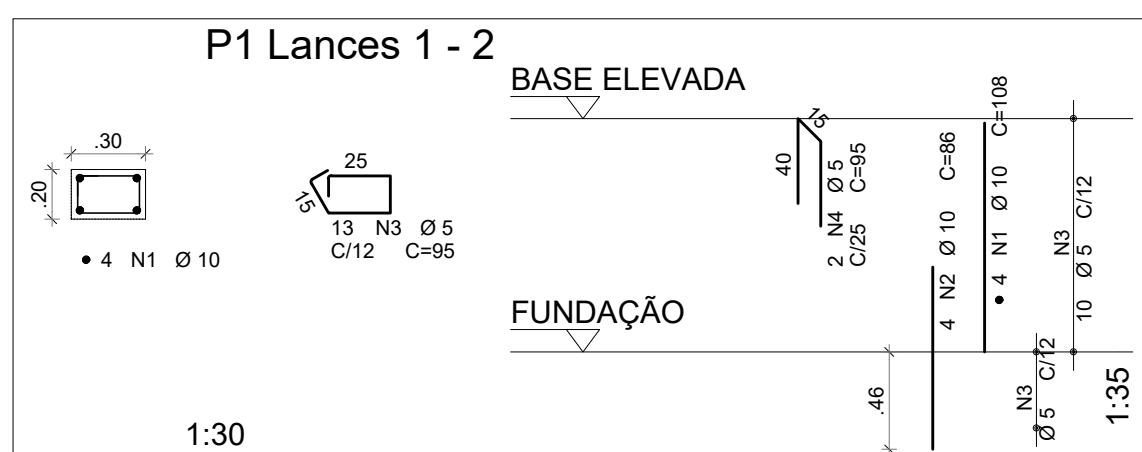 P1 Lances 1 - 2
.30
.20
• 4 N1 Ø 10
25
15
13 N3 Ø 5
C/12 C=95
1:30
BASE ELEVADA
FUNDAÇÃO
15
40
2 N4 Ø 5
C/25 C=95
4 N2 Ø 10 C=86
• 4 N1 Ø 10 C=108
N3
10 Ø 5 C/12
.46
N3
Ø 5 C/12
1:35